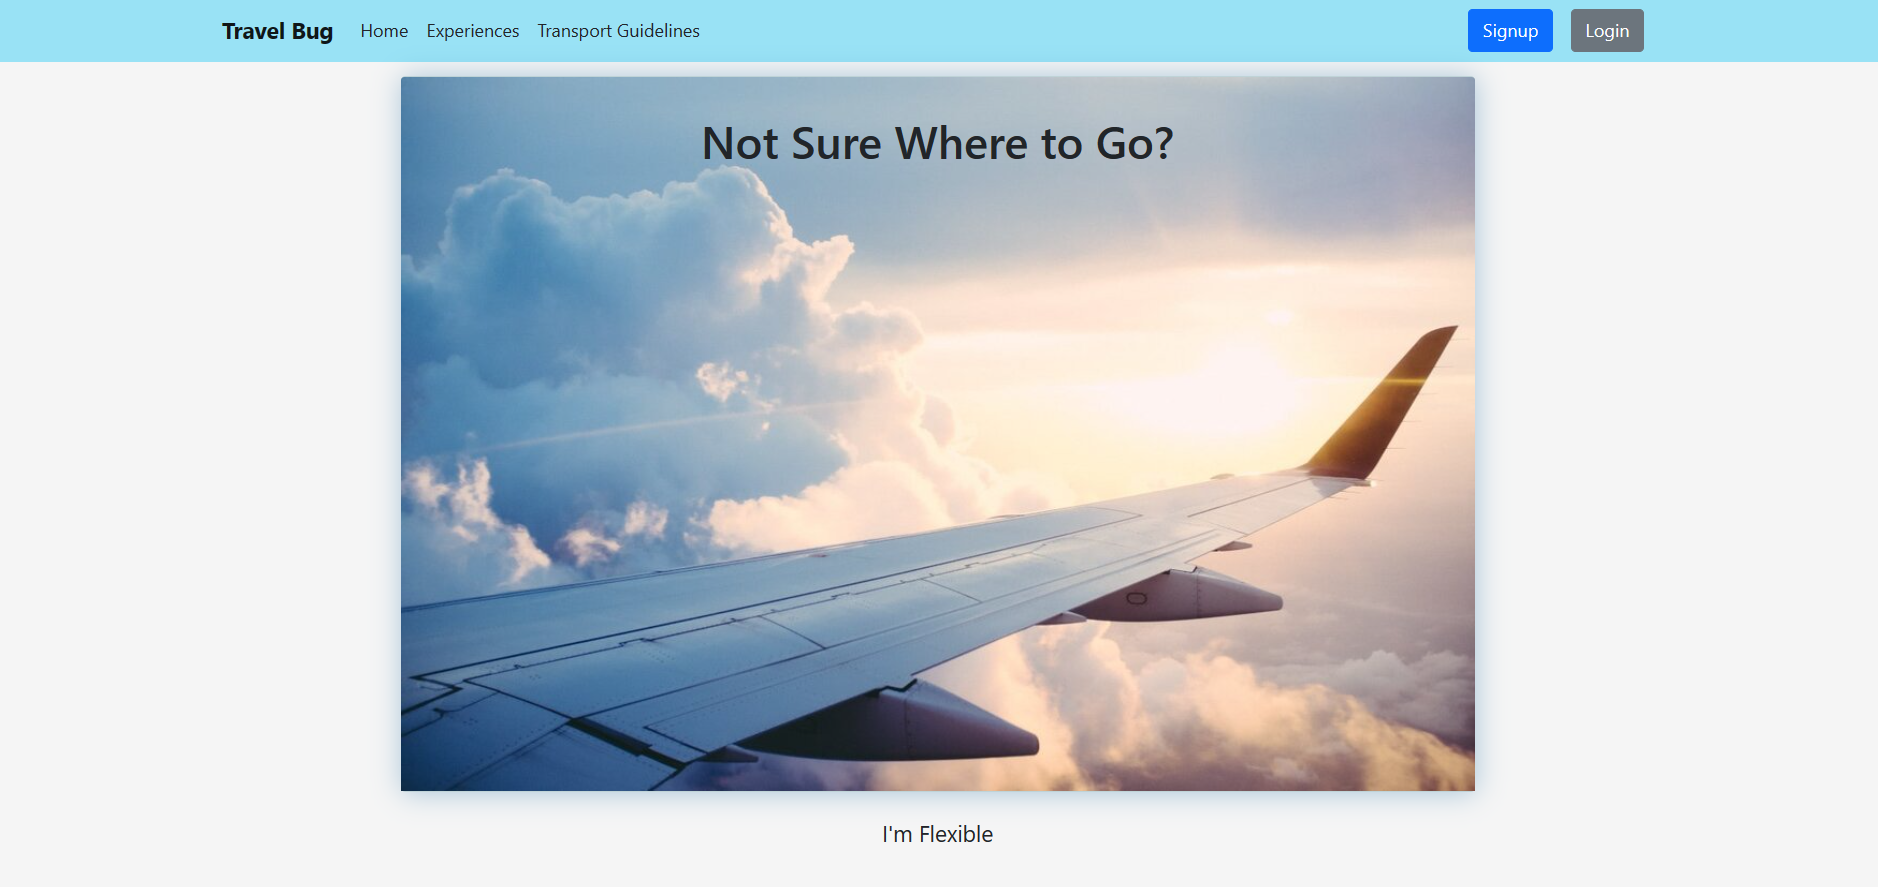 Travel Bug Home Experiences Transport Guidelines Signup Login
Not Sure Where to Go?
I'm Flexible